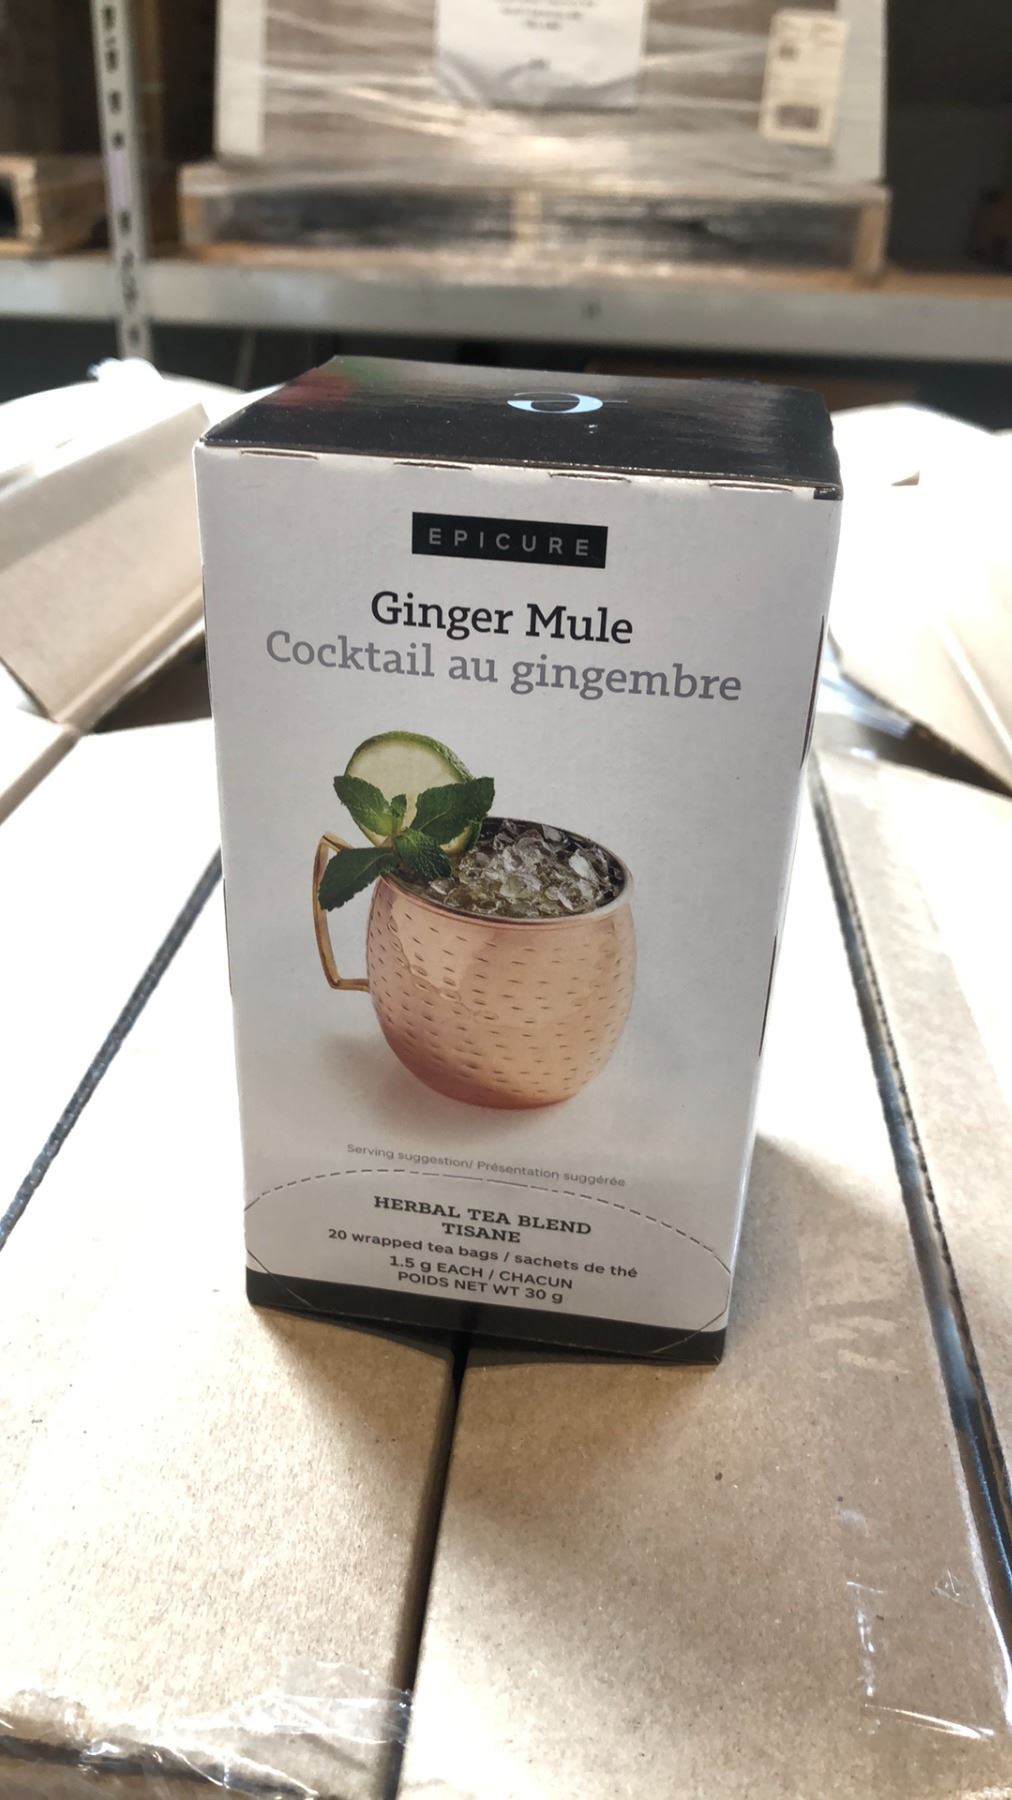 EPICURE
Ginger Mule
Cocktail au gingembre
Serving suggestion/ Présentation suggérée
HERBAL TEA BLEND
TISANE
20 wrapped tea bags / sachets de thé
1.5 g EACH / CHACUN
POIDS NET WT 30 g